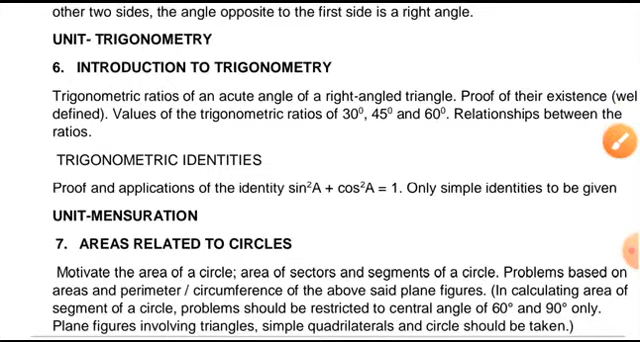 other two sides, the angle opposite to the first side is a right angle.
UNIT- TRIGONOMETRY
6. INTRODUCTION TO TRIGONOMETRY
Trigonometric ratios of an acute angle of a right-angled triangle. Proof of their existence (wel
defined). Values of the trigonometric ratios of 30⁰, 45⁰ and 60⁰. Relationships between the
ratios.
TRIGONOMETRIC IDENTITIES
Proof and applications of the identity sin²A + cos²A = 1. Only simple identities to be given
UNIT-MENSURATION
7. AREAS RELATED TO CIRCLES
Motivate the area of a circle; area of sectors and segments of a circle. Problems based on
areas and perimeter / circumference of the above said plane figures. (In calculating area of
segment of a circle, problems should be restricted to central angle of 60° and 90° only.
Plane figures involving triangles, simple quadrilaterals and circle should be taken.)